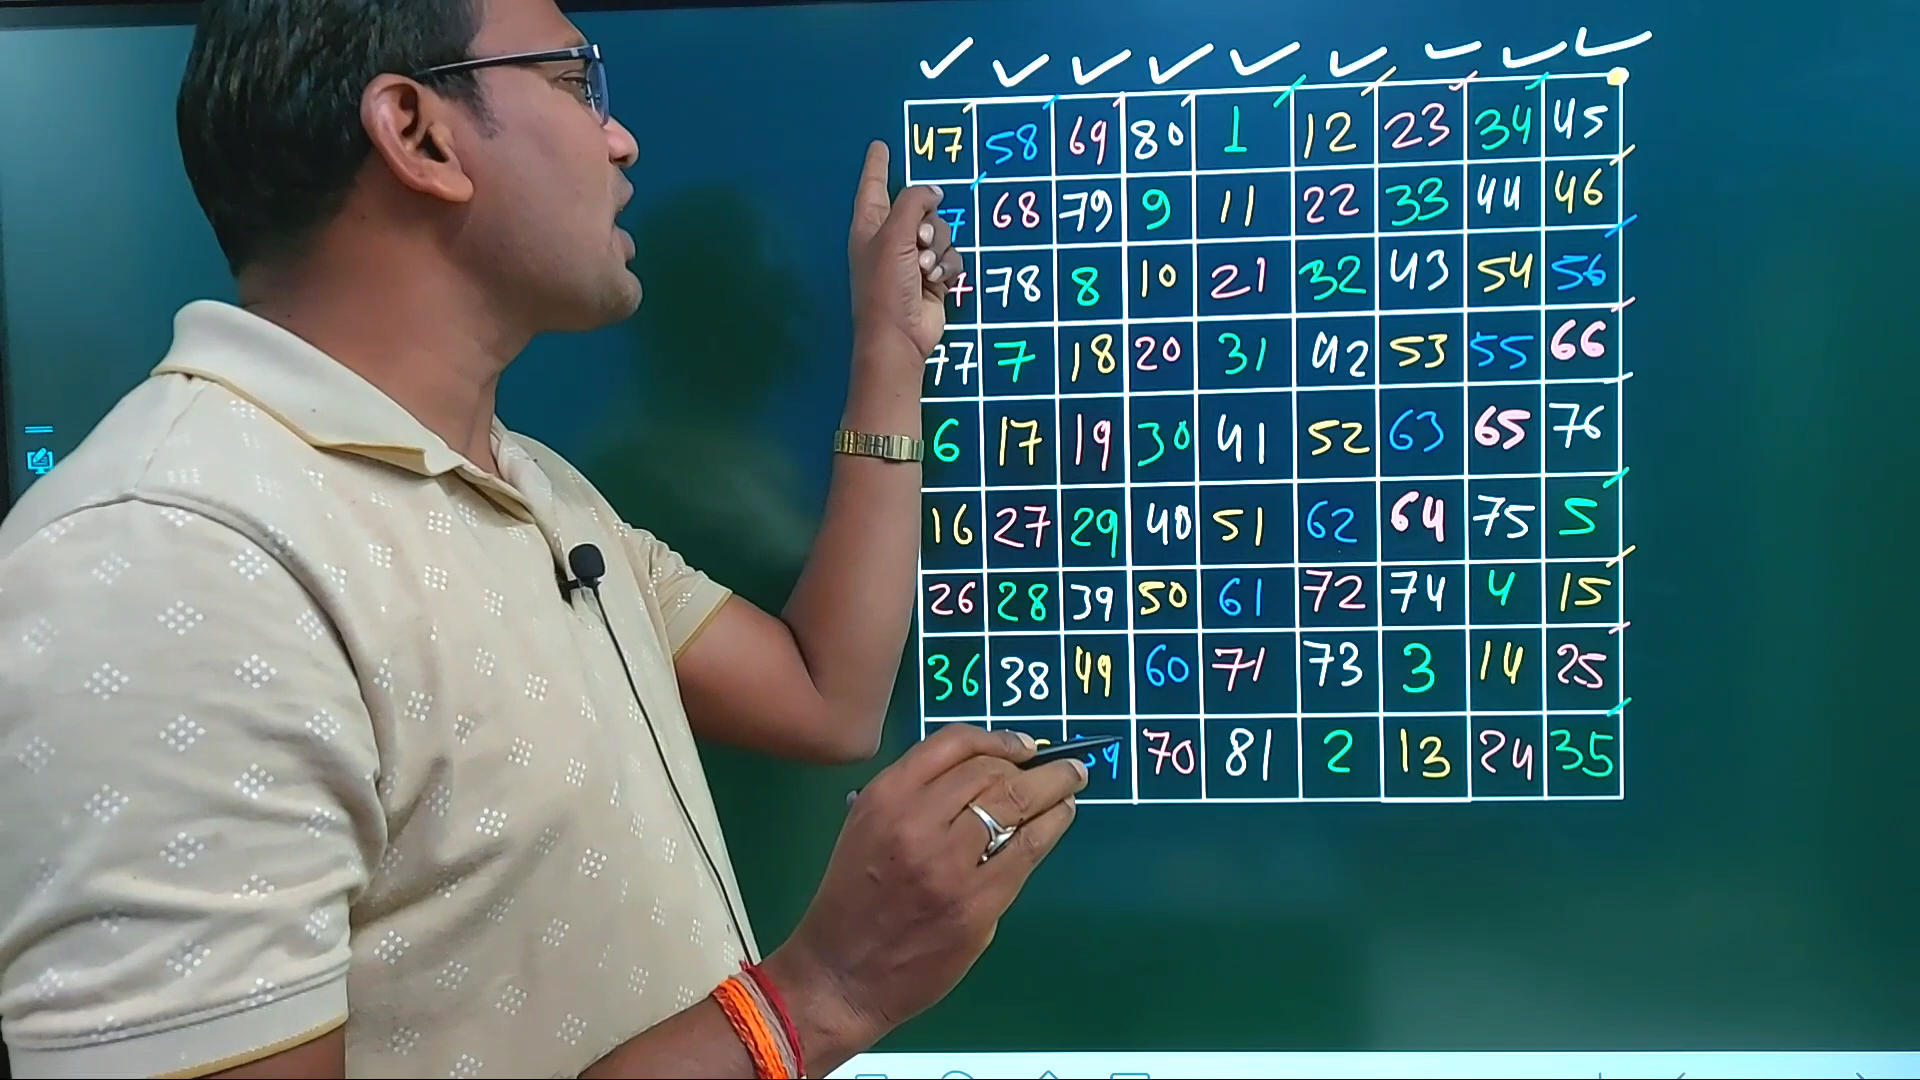 47 58 69 80 1 12 23 34 45
68 79 9 11 22 33 44 46
78 8 10 21 32 43 54 56
77 7 18 20 31 42 53 55 66
6 17 19 30 41 52 63 65 76
16 27 29 40 51 62 64 75 5
26 28 39 50 61 72 74 4 15
36 38 49 60 71 73 3 14 25
70 81 2 13 24 35